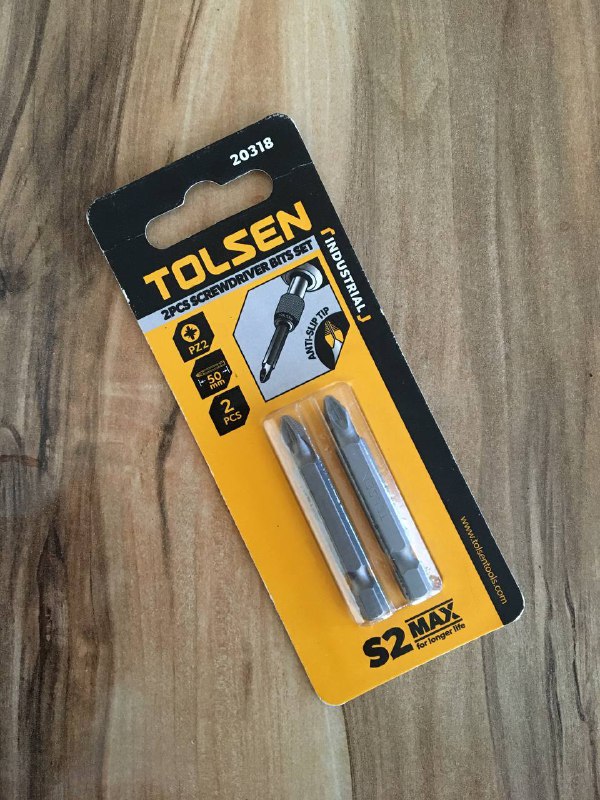 20318
TOLSEN
2PCS SCREWDRIVER BITS SET
INDUSTRIAL
PZ2
50
mm
2
PCS
ANTI-SLIP TIP
www.tolsentools.com
S2 MAX
for longer life